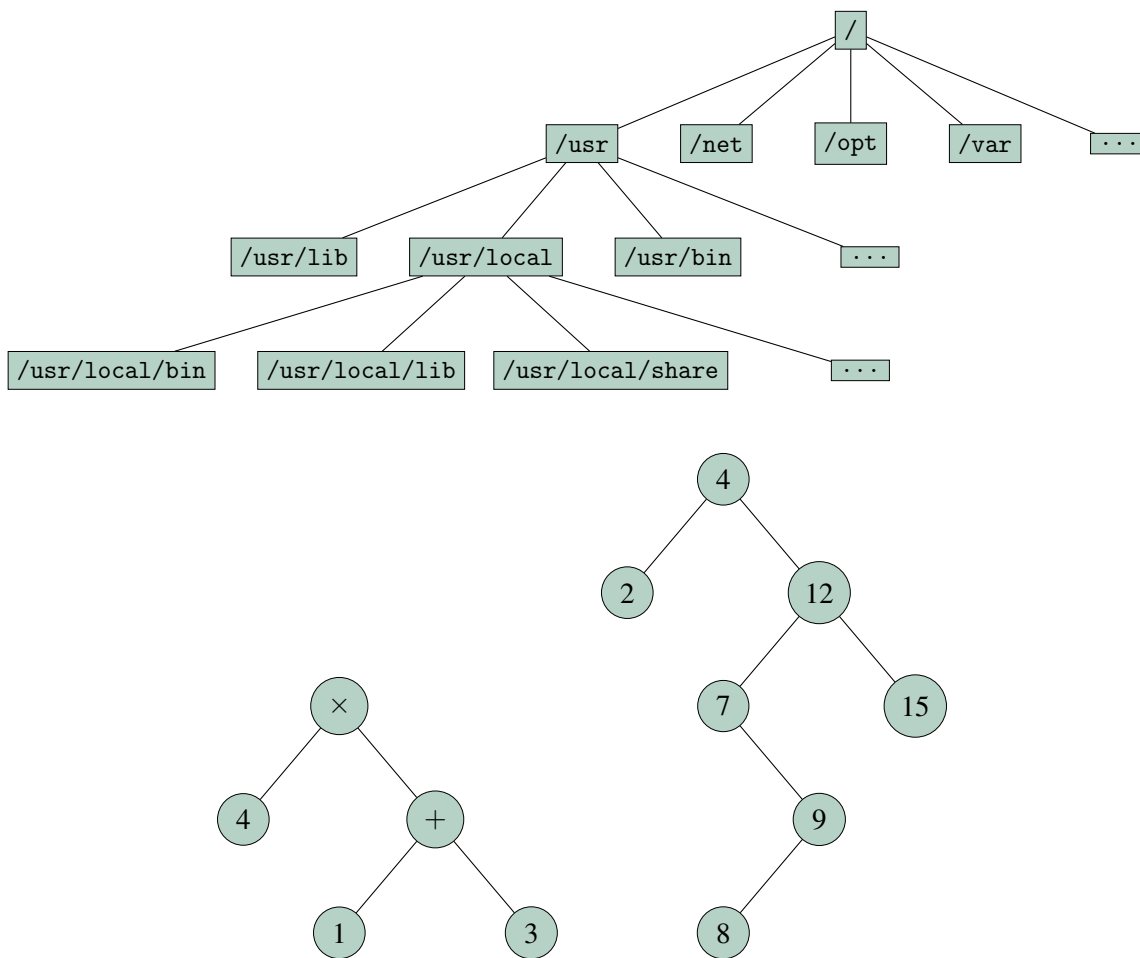 /
/usr /net /opt /var ...
/usr/lib /usr/local /usr/bin ...
/usr/local/bin /usr/local/lib /usr/local/share ...
4
2 12
× 7 15
4 + 9
1 3 8